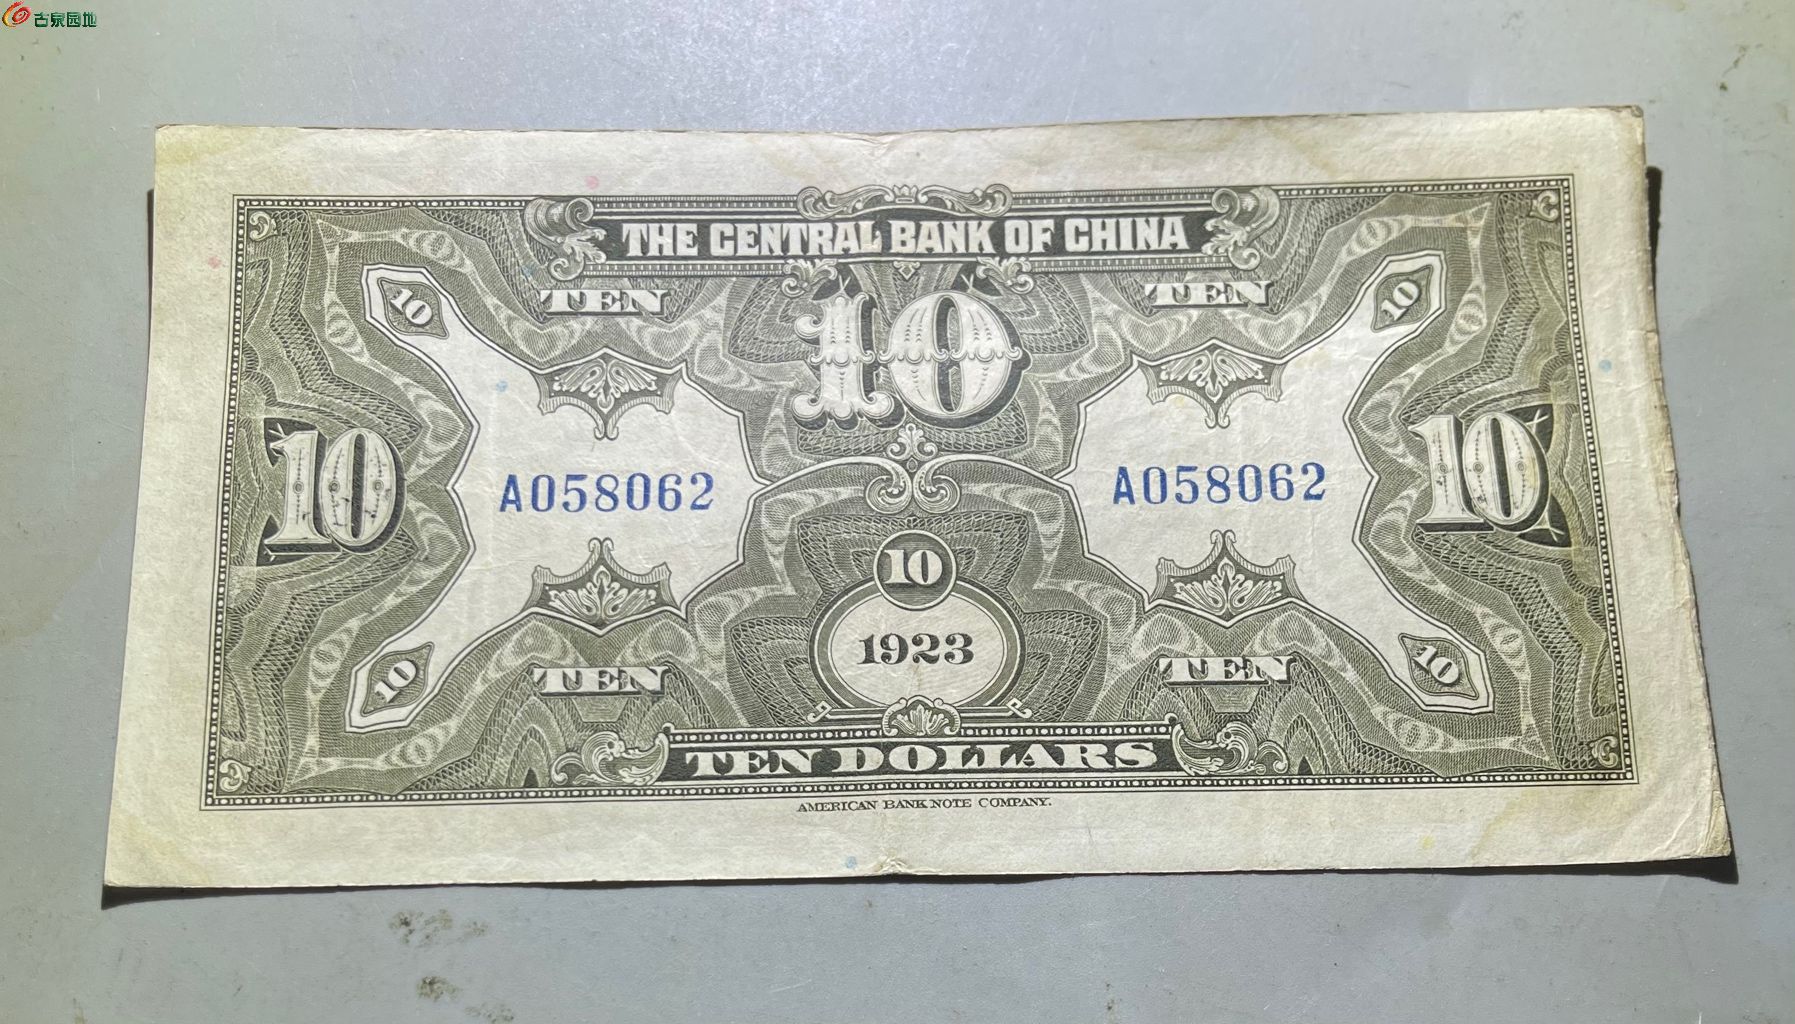 古泉园地
THE CENTRAL BANK OF CHINA
TEN TEN
10 10
10
10 10
A058062 A058062
10
1923
10 10
TEN TEN
TEN DOLLARS
AMERICAN BANK NOTE COMPANY.